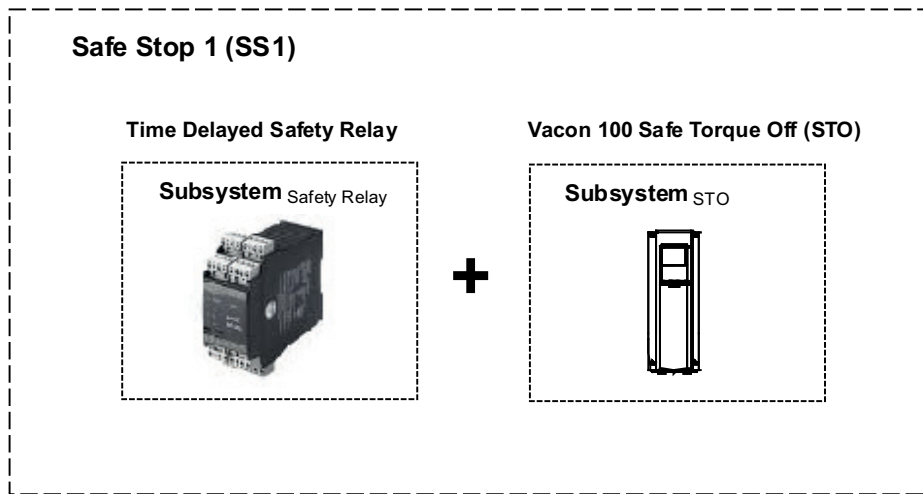 Safe Stop 1 (SS1)
Time Delayed Safety Relay
Vacon 100 Safe Torque Off (STO)
Subsystem Safety Relay
Subsystem STO
+